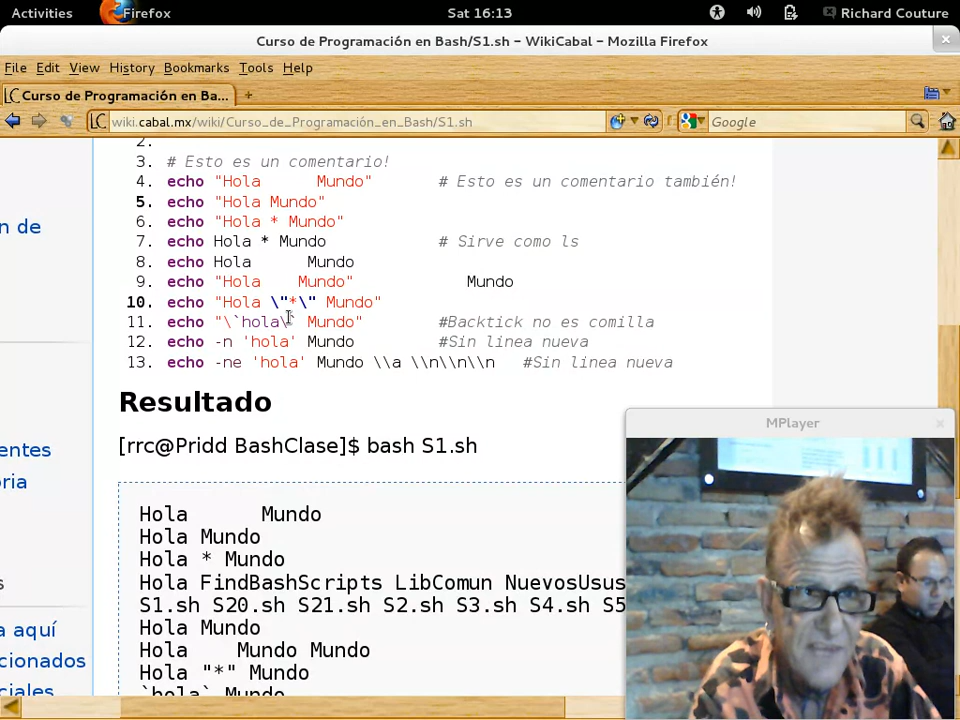 Activities Firefox Sat 16:13 Richard Couture
Curso de Programación en Bash/S1.sh - WikiCabal - Mozilla Firefox
File Edit View History Bookmarks Tools Help
Curso de Programación en Ba... +
wiki.cabal.mx/wiki/Curso_de_Programación_en_Bash/S1.sh Google
2.
3. # Esto es un comentario!
4. echo "Hola      Mundo"       # Esto es un comentario también!
5. echo "Hola Mundo"
6. echo "Hola * Mundo"
7. echo Hola * Mundo            # Sirve como ls
8. echo Hola      Mundo
9. echo "Hola    Mundo"            Mundo
10. echo "Hola \"*\" Mundo"
11. echo "\`hola\` Mundo"        #Backtick no es comilla
12. echo -n 'hola' Mundo         #Sin linea nueva
13. echo -ne 'hola' Mundo \\a \\n\\n\\n   #Sin linea nueva
n de
Resultado
[rrc@Pridd BashClase]$ bash S1.sh
entes
ria
MPlayer
Hola      Mundo
Hola Mundo
Hola * Mundo
Hola FindBashScripts LibComun NuevosUsus
s
S1.sh S20.sh S21.sh S2.sh S3.sh S4.sh S5
a aquí
Hola Mundo
Hola    Mundo Mundo
cionados
Hola "*" Mundo
ciales
`hola` Mundo